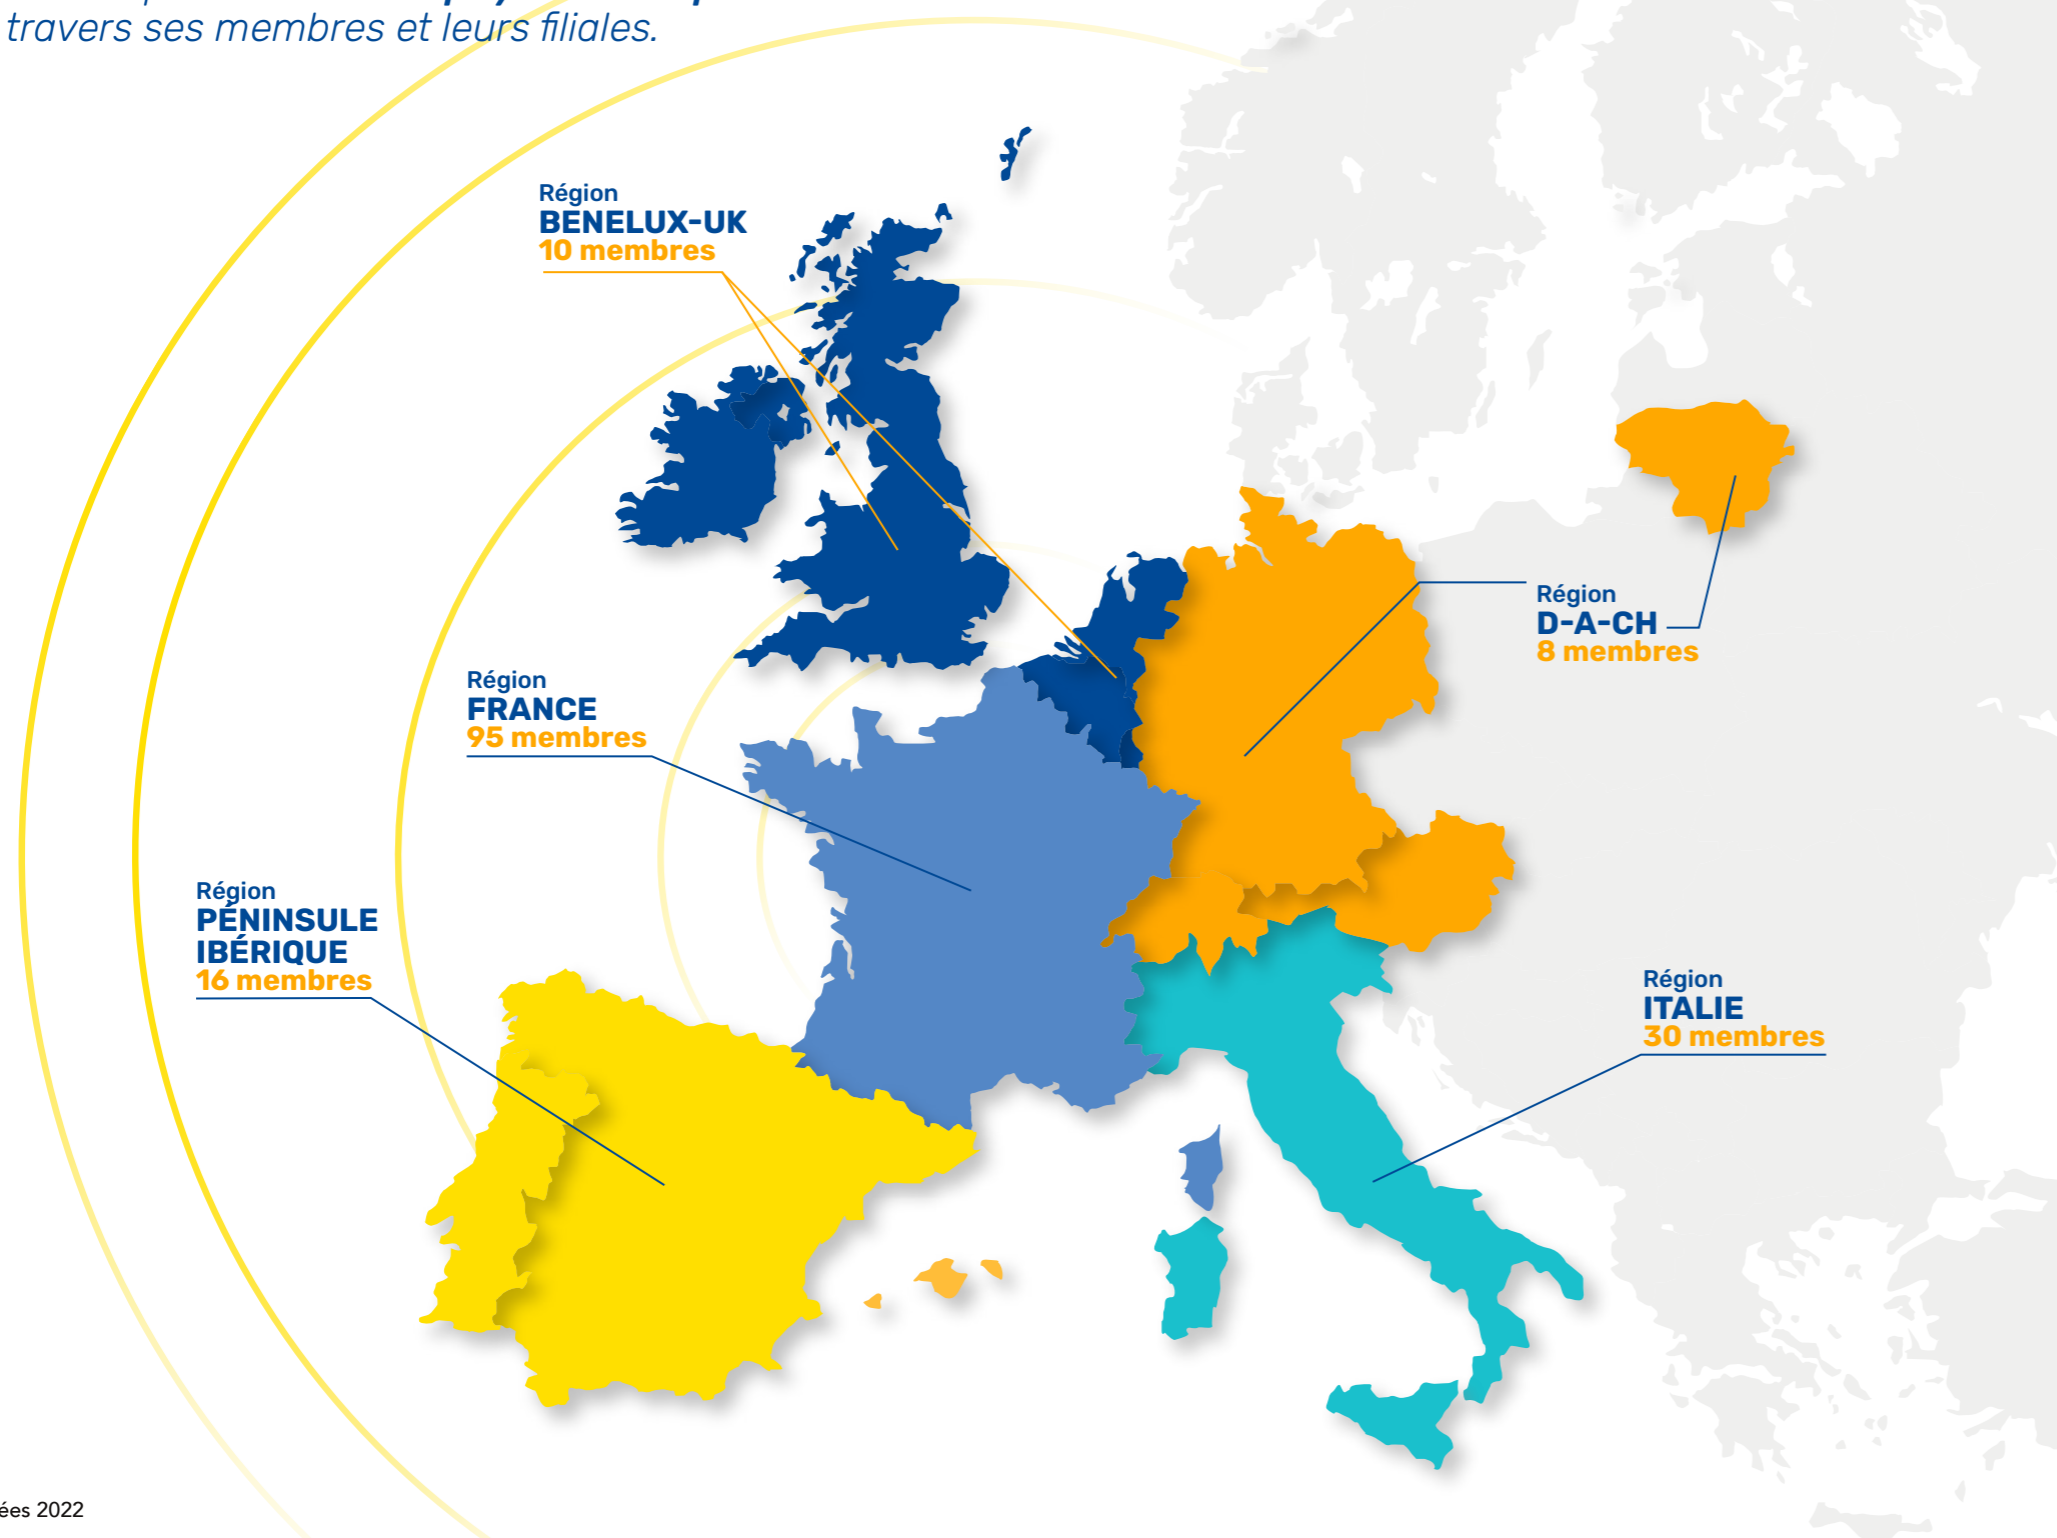 travers ses membres et leurs filiales.
Région
BENELUX-UK
10 membres
Région
D-A-CH
8 membres
Région
FRANCE
95 membres
Région
PÉNINSULE
IBÉRIQUE
16 membres
Région
ITALIE
30 membres
2022